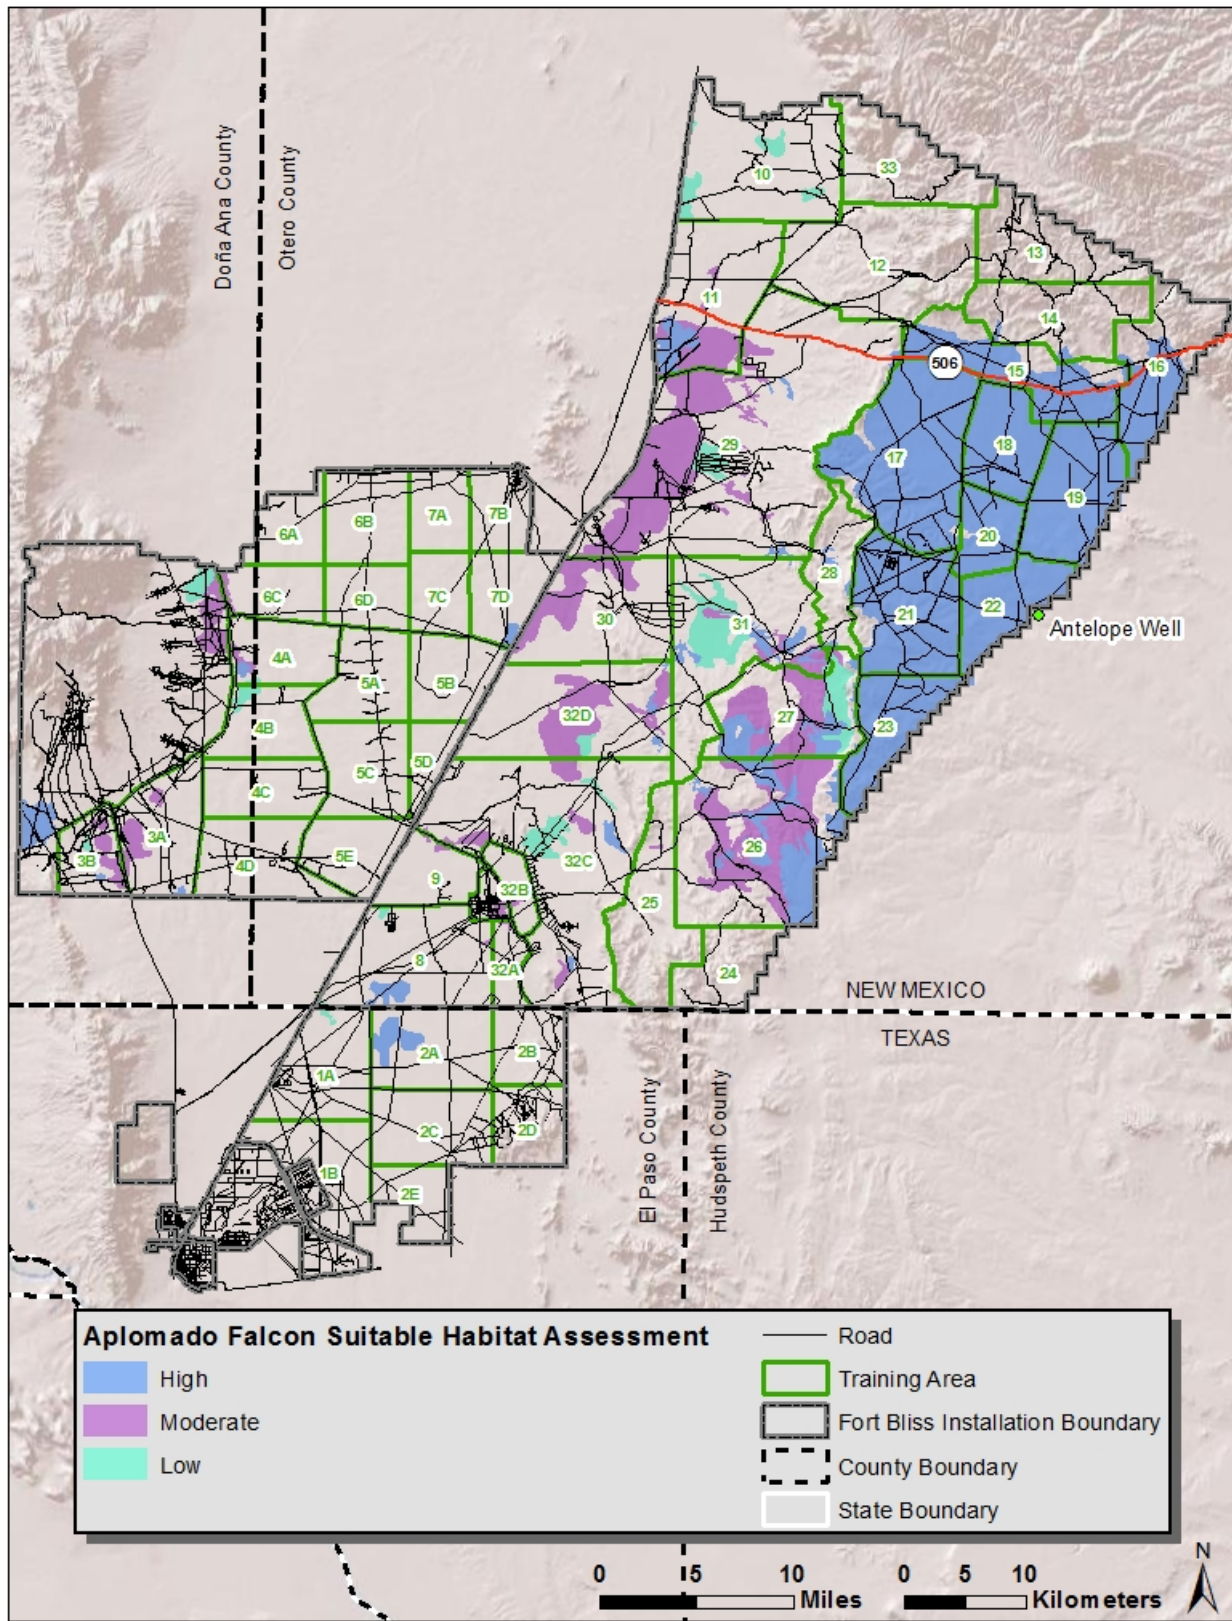 Doña Ana County
Otero County
10
33
13
12
11
14
506
15
16
29
17
18
19
6A
6B
7A
7B
20
28
6C
6D
7C
7D
30
31
21
22
Antelope Well
4A
5A
5B
32D
27
23
4B
5C
5D
4C
3A
3B
4D
5E
9
32C
26
32B
25
8
32A
24
NEW MEXICO
TEXAS
2A
2B
1A
El Paso County
Hudspeth County
2C
2D
1B
2E
Aplomado Falcon Suitable Habitat Assessment
High
Moderate
Low
Road
Training Area
Fort Bliss Installation Boundary
County Boundary
State Boundary
N
0 5 10
Miles
0 5 10
Kilometers